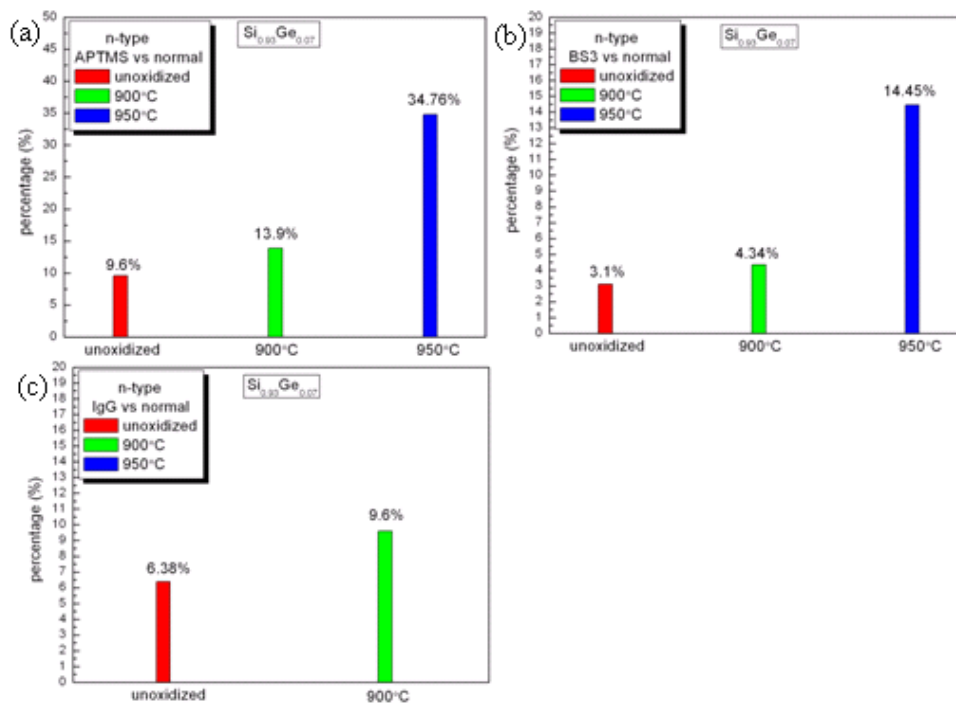 (a)
percentage (%)
50
45
40
35
30
25
20
15
10
5
0
n-type
APTMS vs normal
unoxidized
900°C
950°C
Si0.93Ge0.07
9.6%
13.9%
34.76%
unoxidized
900°C
950°C
(b)
percentage (%)
20
19
18
17
16
15
14
13
12
11
10
9
8
7
6
5
4
3
2
1
0
n-type
BS3 vs normal
unoxidized
900°C
950°C
Si0.93Ge0.07
3.1%
4.34%
14.45%
unoxidized
900°C
950°C
(c)
percentage (%)
20
19
18
17
16
15
14
13
12
11
10
9
8
7
6
5
4
3
2
1
0
n-type
IgG vs normal
unoxidized
900°C
950°C
Si0.93Ge0.07
6.38%
9.6%
unoxidized
900°C